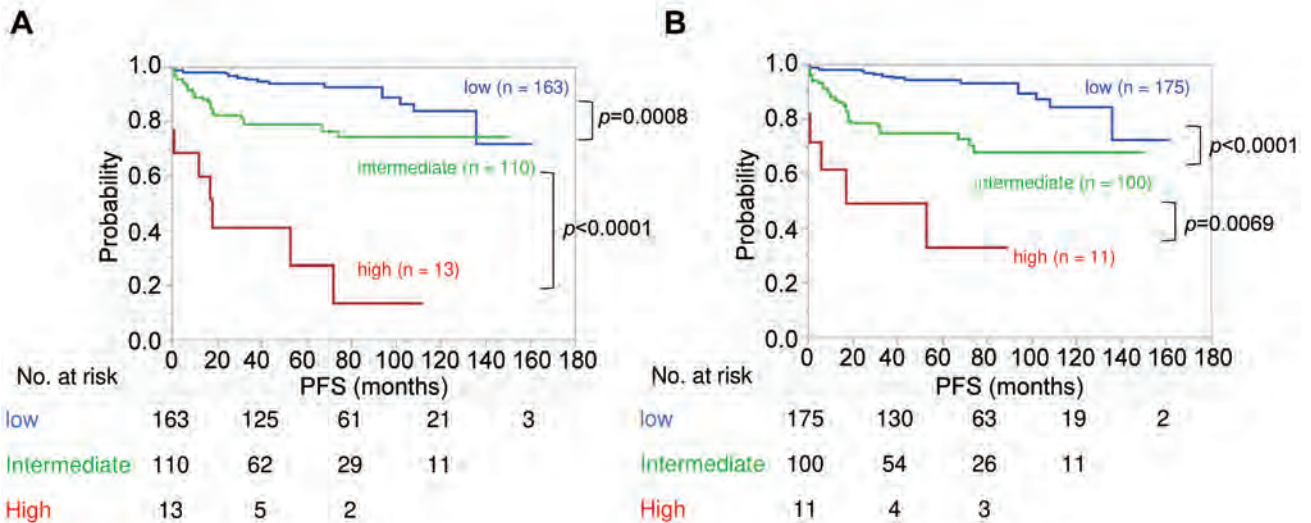 A
1.0
0.8
0.6
0.4
0.2
0.0
Probability
low (n = 163)
p=0.0008
intermediate (n = 110)
p<0.0001
high (n = 13)
0 20 40 60 80 100 120 140 160 180
PFS (months)
No. at risk
low 163 125 61 21 3
Intermediate 110 62 29 11
High 13 5 2
B
1.0
0.8
0.6
0.4
0.2
0.0
Probability
low (n = 175)
p<0.0001
intermediate (n = 100)
p=0.0069
high (n = 11)
0 20 40 60 80 100 120 140 160 180
PFS (months)
No. at risk
low 175 130 63 19 2
Intermediate 100 54 26 11
High 11 4 3